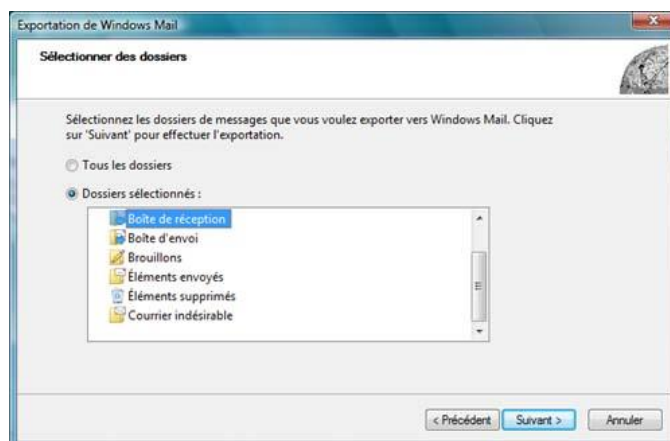 Exportation de Windows Mail
Sélectionner des dossiers
Sélectionnez les dossiers de messages que vous voulez exporter vers Windows Mail. Cliquez
sur 'Suivant' pour effectuer l'exportation.
Tous les dossiers
Dossiers sélectionnés :
Boîte de réception
Boîte d'envoi
Brouillons
Éléments envoyés
Éléments supprimés
Courrier indésirable
< Précédent
Suivant >
Annuler